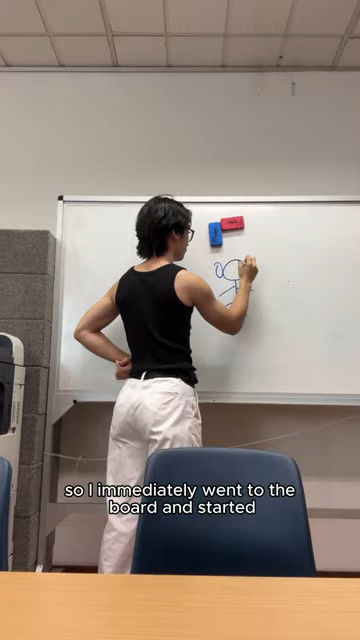 so I immediately went to the
board and started